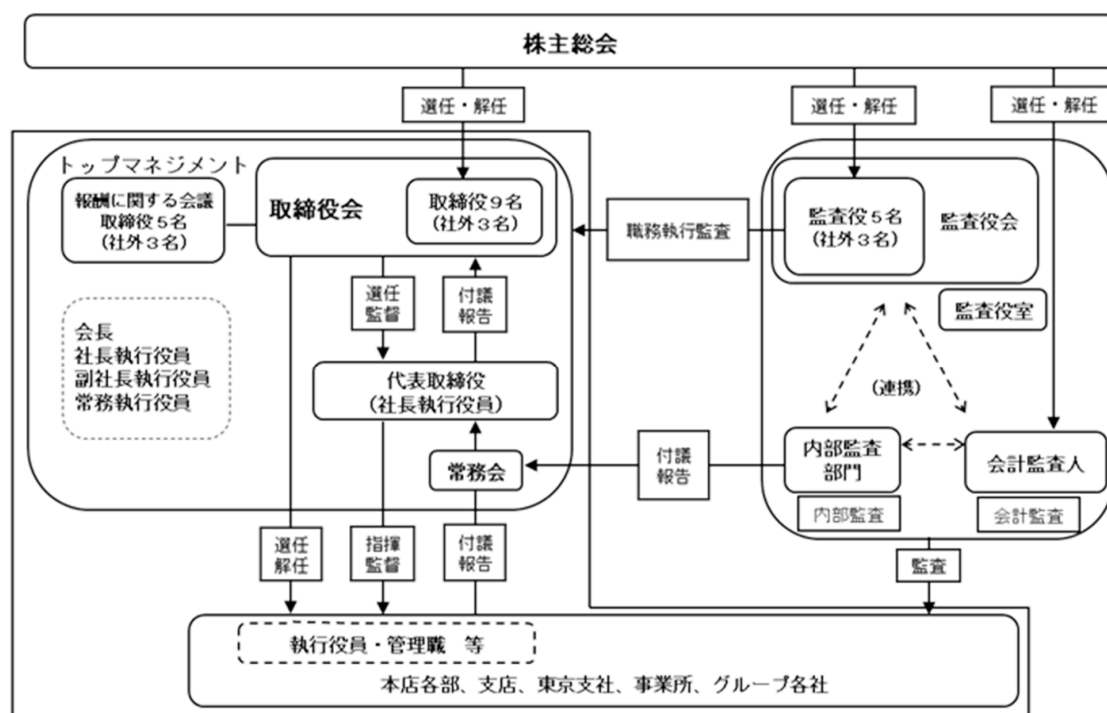 株主総会
選任・解任
選任・解任
選任・解任
トップマネジメント
報酬に関する会議
取締役5名
(社外3名)
取締役会
取締役9名
(社外3名)
職務執行監査
監査役5名
(社外3名)
監査役会
監査役室
選任
監督
付議
報告
会長
社長執行役員
副社長執行役員
常務執行役員
代表取締役
(社長執行役員)
(連携)
常務会
付議
報告
内部監査
部門
会計監査人
内部監査
会計監査
選任
解任
指揮
監督
付議
報告
監査
執行役員・管理職 等
本店各部、支店、東京支社、事業所、グループ各社